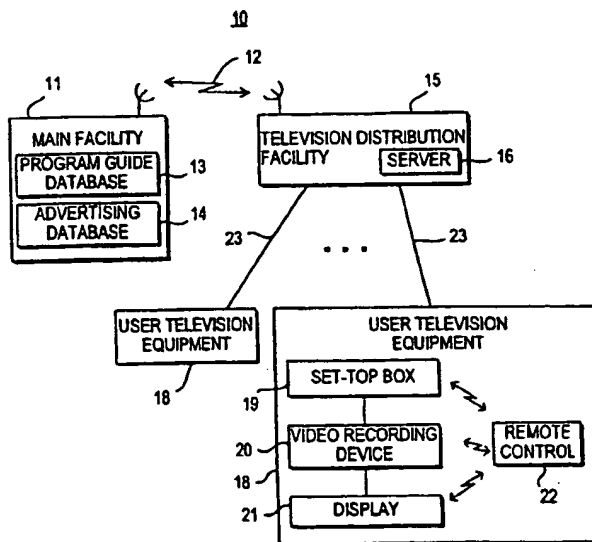 10
12
11
15
MAIN FACILITY
PROGRAM GUIDE
DATABASE
13
ADVERTISING
DATABASE
14
TELEVISION DISTRIBUTION
FACILITY
SERVER
16
23
23
USER TELEVISION
EQUIPMENT
18
USER TELEVISION
EQUIPMENT
SET-TOP BOX
19
VIDEO RECORDING
DEVICE
20
18
REMOTE
CONTROL
22
DISPLAY
21